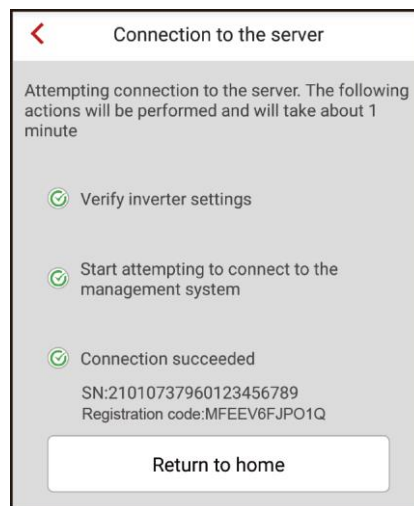 Connection to the server
Attempting connection to the server. The following
actions will be performed and will take about 1
minute
Verify inverter settings
Start attempting to connect to the
management system
Connection succeeded
SN:21010737960123456789
Registration code:MFEEV6FJPO1Q
Return to home